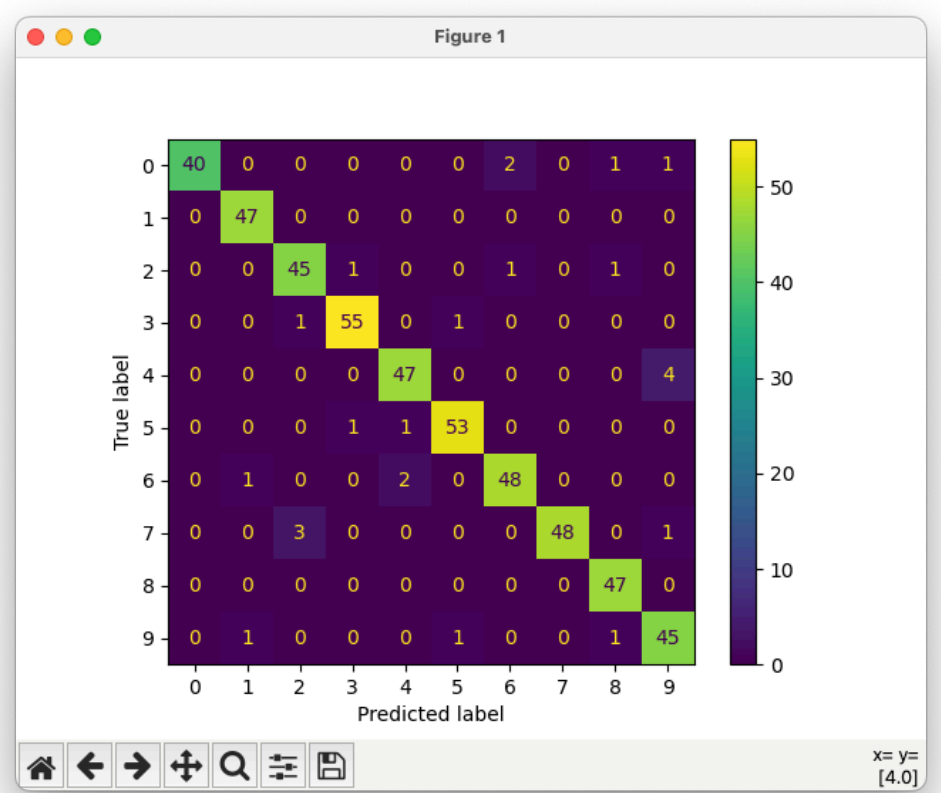 Figure 1
0 40 0 0 0 0 0 2 0 1 1
1 0 47 0 0 0 0 0 0 0 0
2 0 0 45 1 0 0 1 0 1 0
3 0 0 1 55 0 1 0 0 0 0
4 0 0 0 0 47 0 0 0 0 4
5 0 0 0 1 1 53 0 0 0 0
6 0 1 0 0 2 0 48 0 0 0
7 0 0 3 0 0 0 0 48 0 1
8 0 0 0 0 0 0 0 0 47 0
9 0 1 0 0 0 1 0 0 1 45
0 1 2 3 4 5 6 7 8 9
Predicted label
True label
50
40
30
20
10
0
x= y=
[4.0]